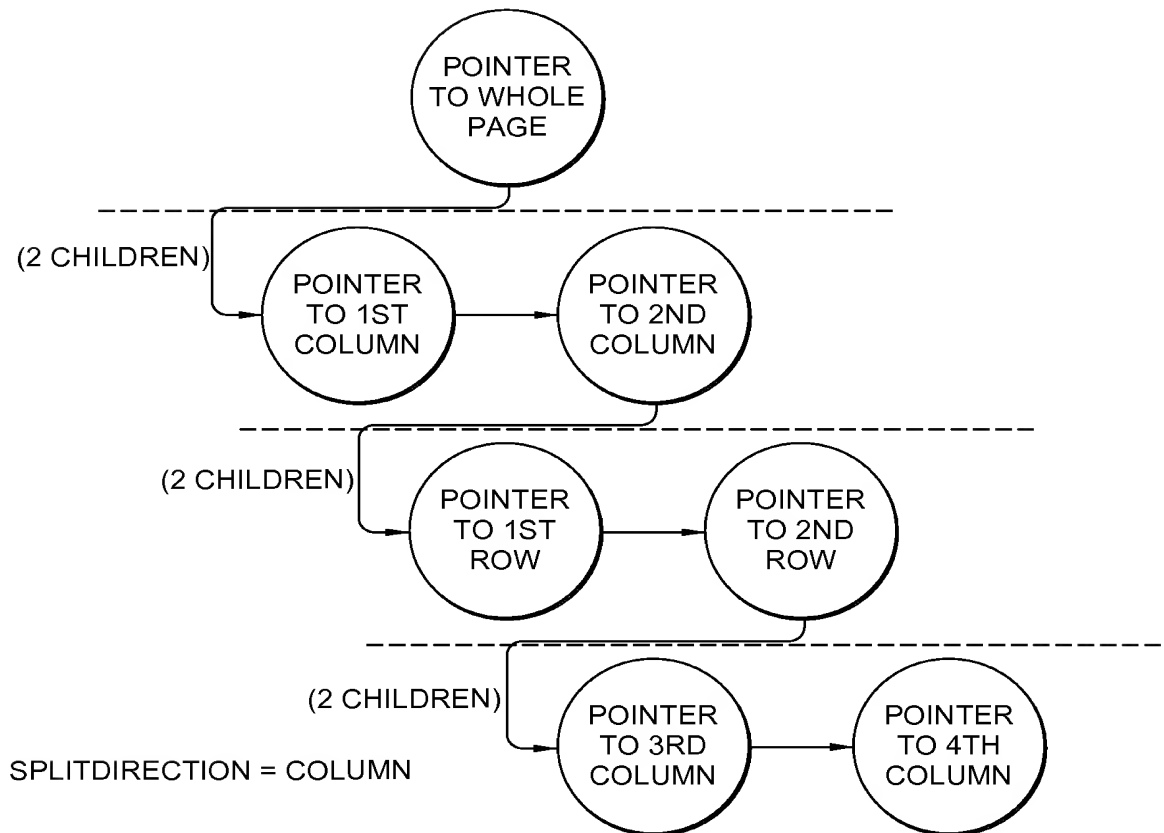 POINTER
TO WHOLE
PAGE
(2 CHILDREN)
POINTER
TO 1ST
COLUMN
POINTER
TO 2ND
COLUMN
(2 CHILDREN)
POINTER
TO 1ST
ROW
POINTER
TO 2ND
ROW
(2 CHILDREN)
POINTER
TO 3RD
COLUMN
POINTER
TO 4TH
COLUMN
SPLITDIRECTION = COLUMN